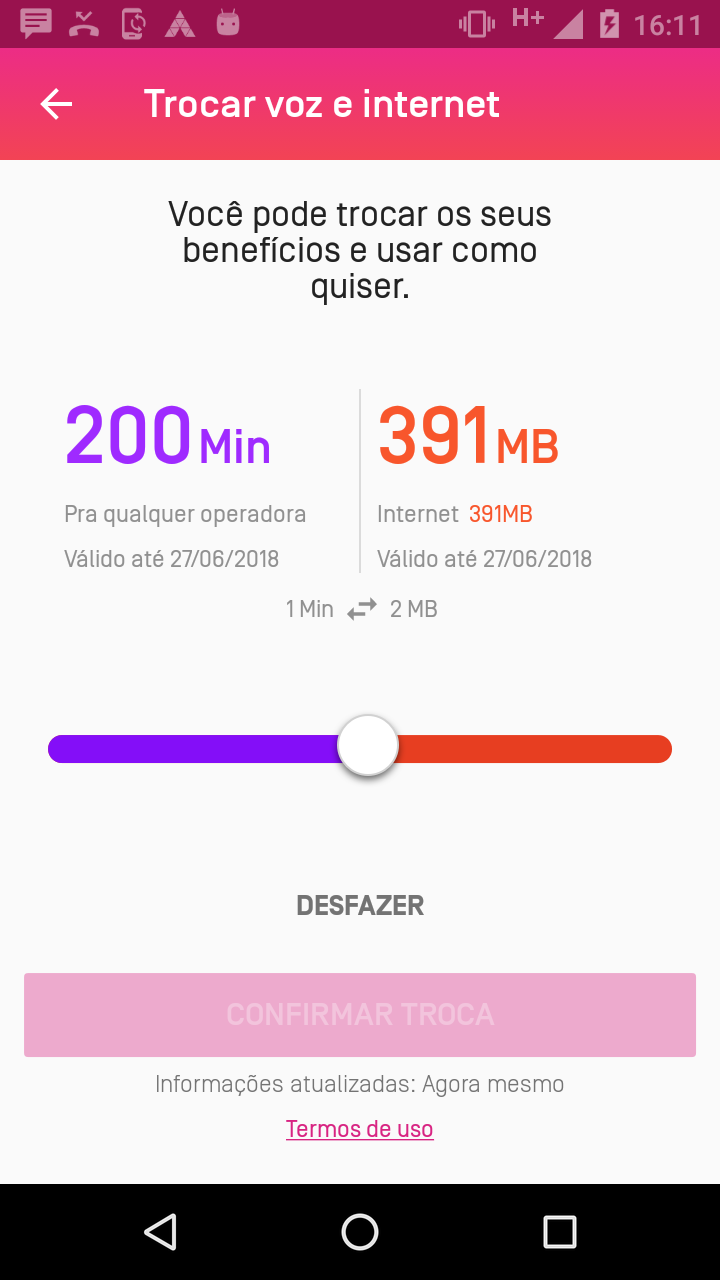 H+ 16:11
Trocar voz e internet
Você pode trocar os seus
benefícios e usar como
quiser.
200 Min
Pra qualquer operadora
Válido até 27/06/2018
391 MB
Internet 391MB
Válido até 27/06/2018
1 Min 2 MB
DESFAZER
CONFIRMAR TROCA
Informações atualizadas: Agora mesmo
Termos de uso